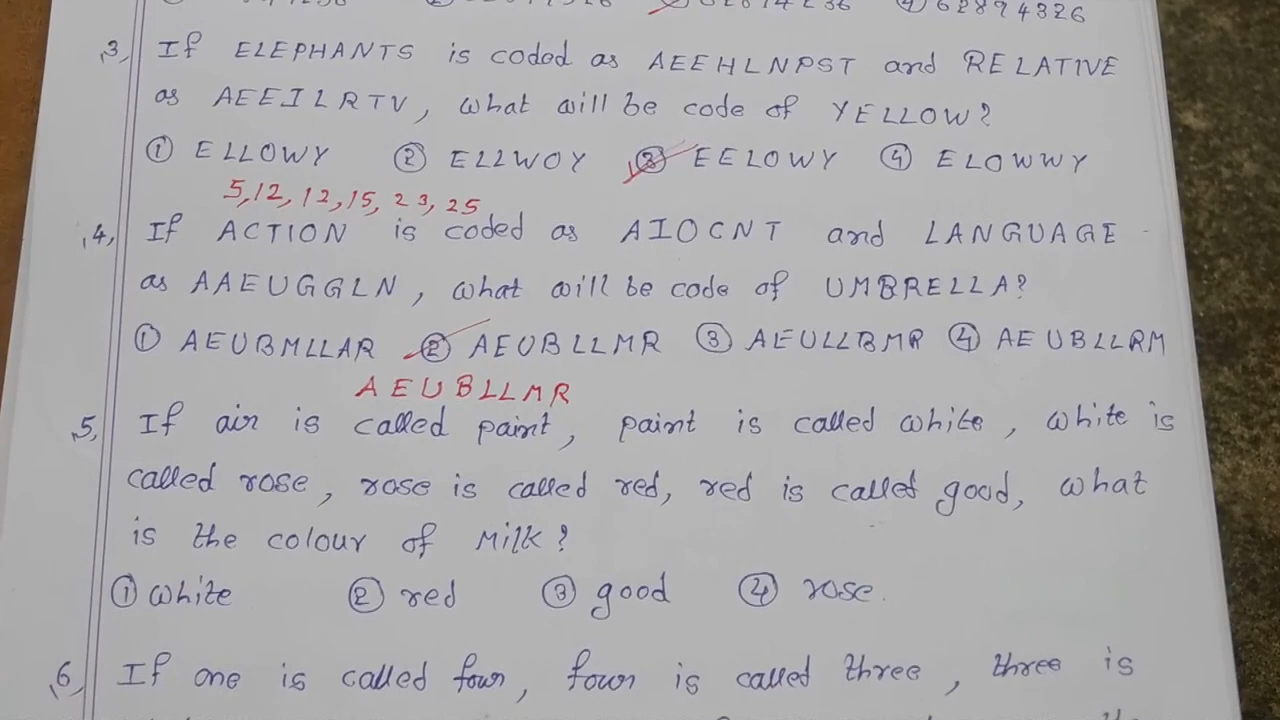 ④ 62894326
3, If ELEPHANTS is coded as AEEHLNPST and RELATIVE
as AEEILRTV, what will be code of YELLOW?
① ELLOWY ② ELLWOY ③ EELOWY ④ ELOWWY
5,12, 12, 15, 23, 25
4, If ACTION is coded as AIOCNT and LANGUAGE
as AAEUGGLN, what will be code of UMBRELLA?
① AEUBMLLAR ② AEUBLLMR ③ AEULLBMR ④ AEUBLLRM
AEUBLLMR
5, If air is called paint, paint is called white, white is
called rose, rose is called red, red is called good, what
is the colour of Milk?
① white ② red ③ good ④ rose.
6, If one is called four, four is called three, three is